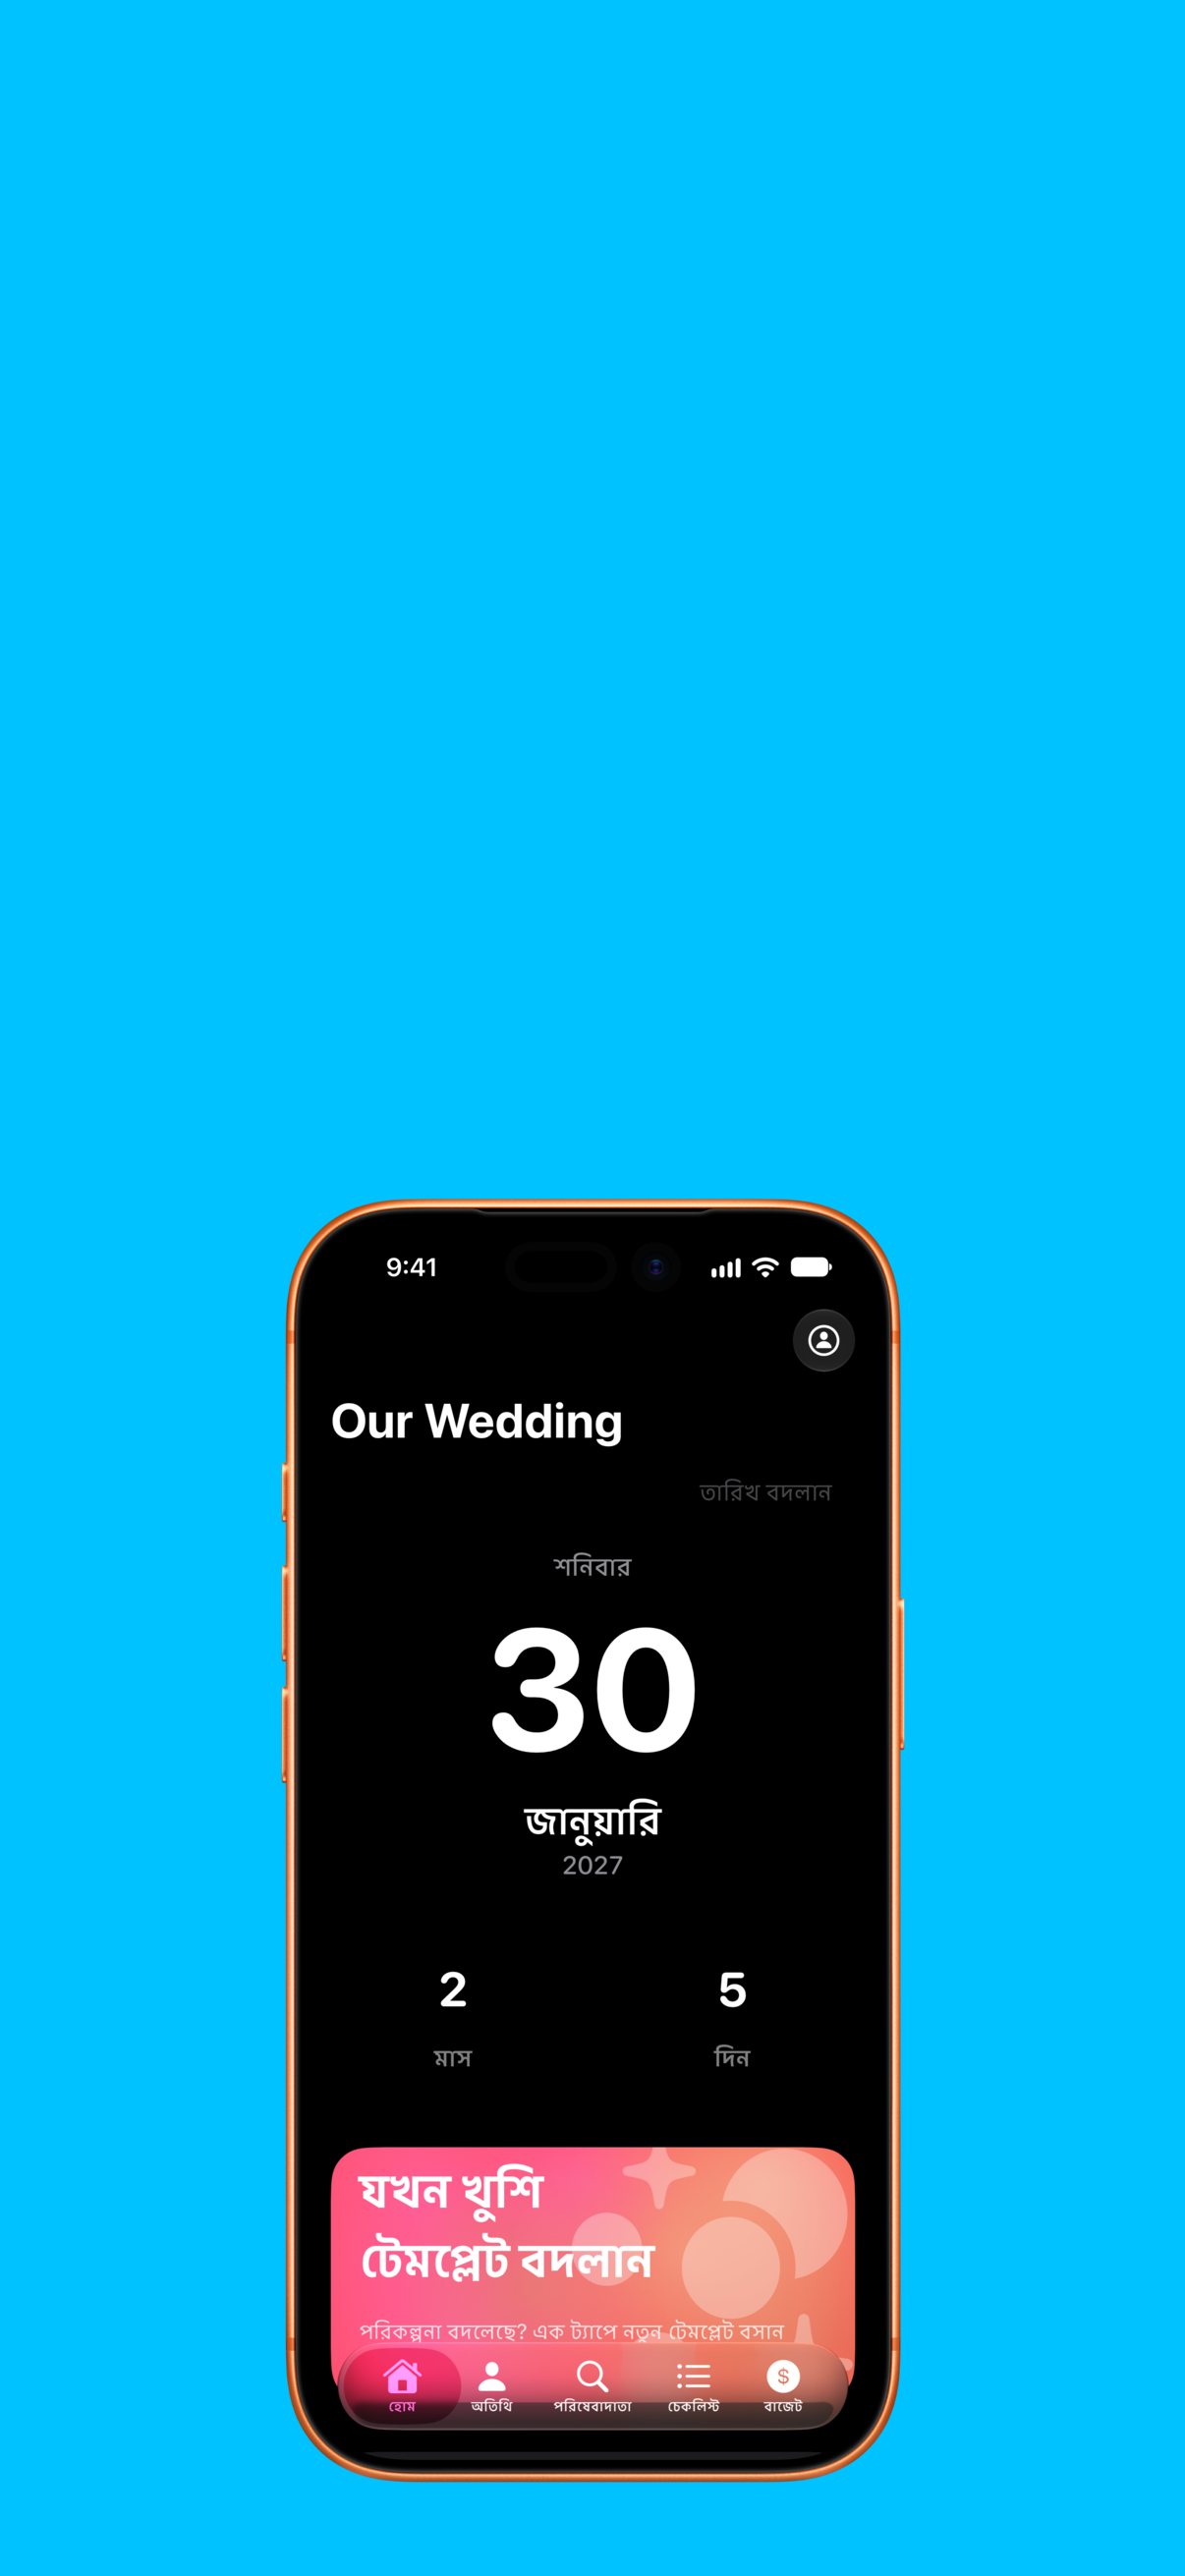 9:41
Our Wedding
তারিখ বদলান
শনিবার
30
জানুয়ারি
2027
2 5
মাস দিন
যখন খুশি
টেমপ্লেট বদলান
পরিকল্পনা বদলেছে? এক ট্যাপে নতুন টেমপ্লেট বসান
হোম অতিথি পরিষেবাদাতা চেকলিস্ট বাজেট